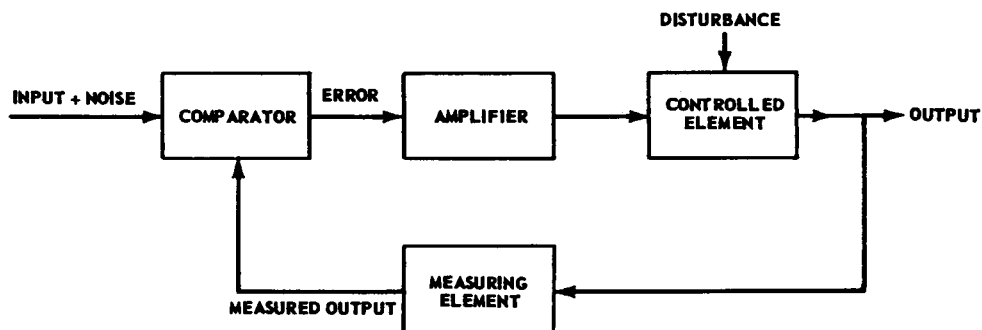 DISTURBANCE
INPUT + NOISE
COMPARATOR
ERROR
AMPLIFIER
CONTROLLED
ELEMENT
OUTPUT
MEASURED OUTPUT
MEASURING
ELEMENT